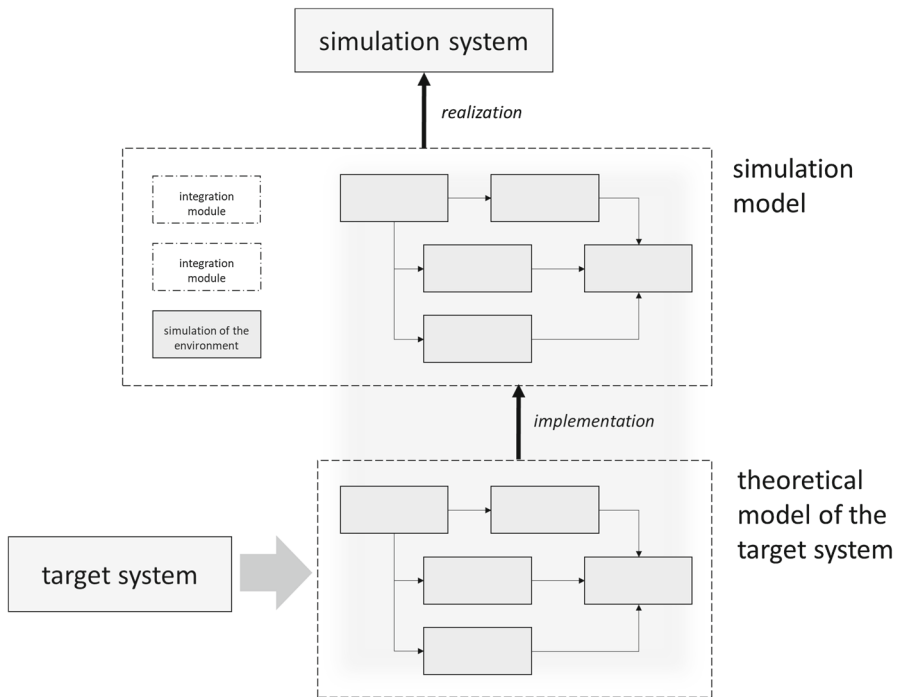 simulation system
realization
simulation
model
integration
module
integration
module
simulation of the
environment
implementation
theoretical
model of the
target system
target system